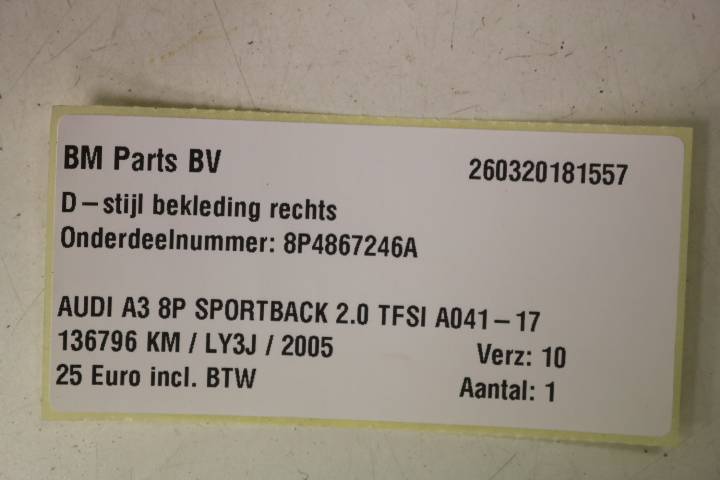 BM Parts BV 260320181557
D-stijl bekleding rechts
Onderdeelnummer: 8P4867246A
AUDI A3 8P SPORTBACK 2.0 TFSI A041-17
136796 KM / LY3J / 2005 Verz: 10
25 Euro incl. BTW Aantal: 1